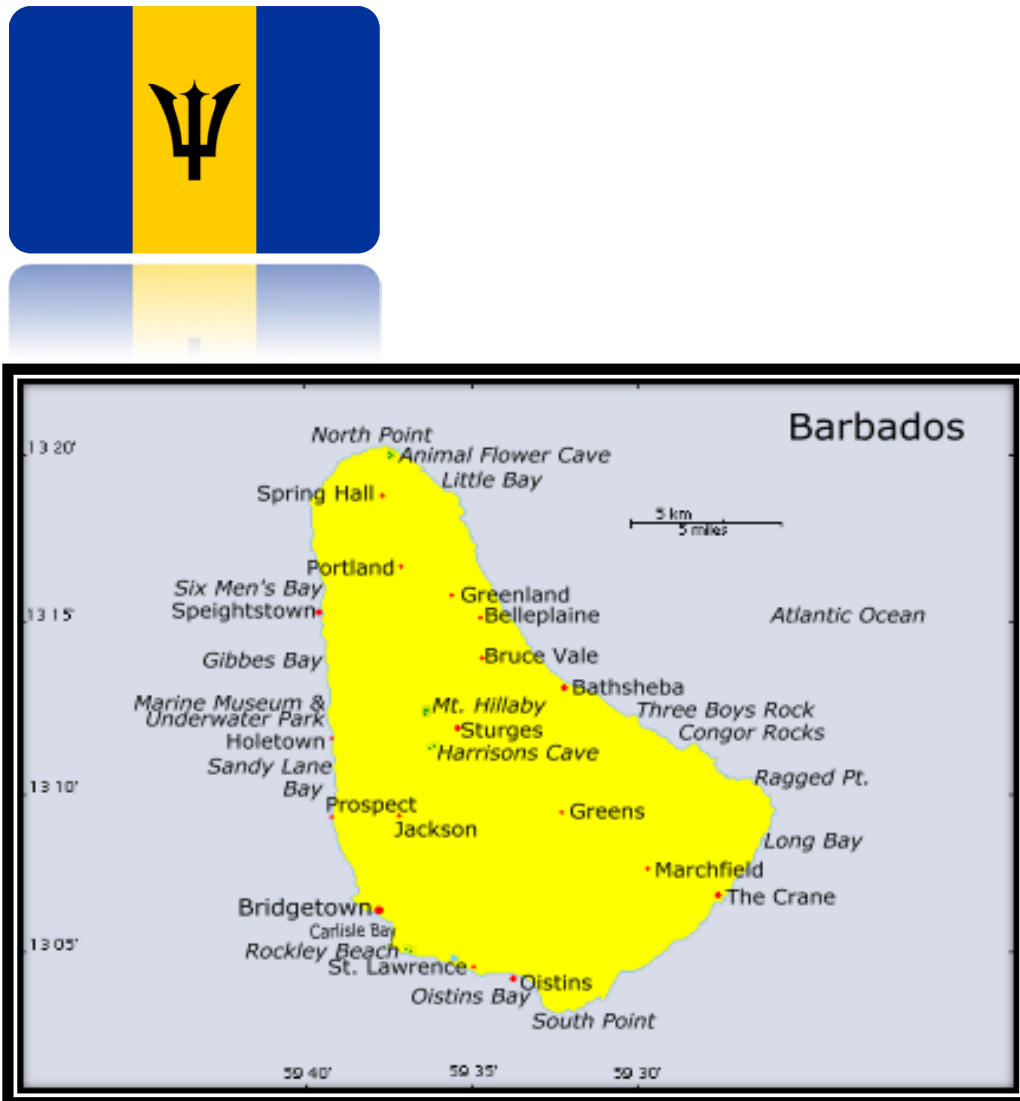 Barbados
North Point
13 20'
Animal Flower Cave
Little Bay
Spring Hall
5 km
5 miles
Portland
Six Men's Bay
Greenland
Speightstown
13 15'
Belleplaine
Atlantic Ocean
Gibbes Bay
Bruce Vale
Bathsheba
Marine Museum &
Underwater Park
Mt. Hillaby
Three Boys Rock
Sturges
Congor Rocks
Holetown
Harrisons Cave
Sandy Lane
Bay
Ragged Pt.
13 10'
Prospect
Greens
Jackson
Long Bay
Marchfield
The Crane
Bridgetown
Carlisle Bay
13 05'
Rockley Beach
St. Lawrence
Oistins
Oistins Bay
South Point
59 40'
59 35'
59 30'